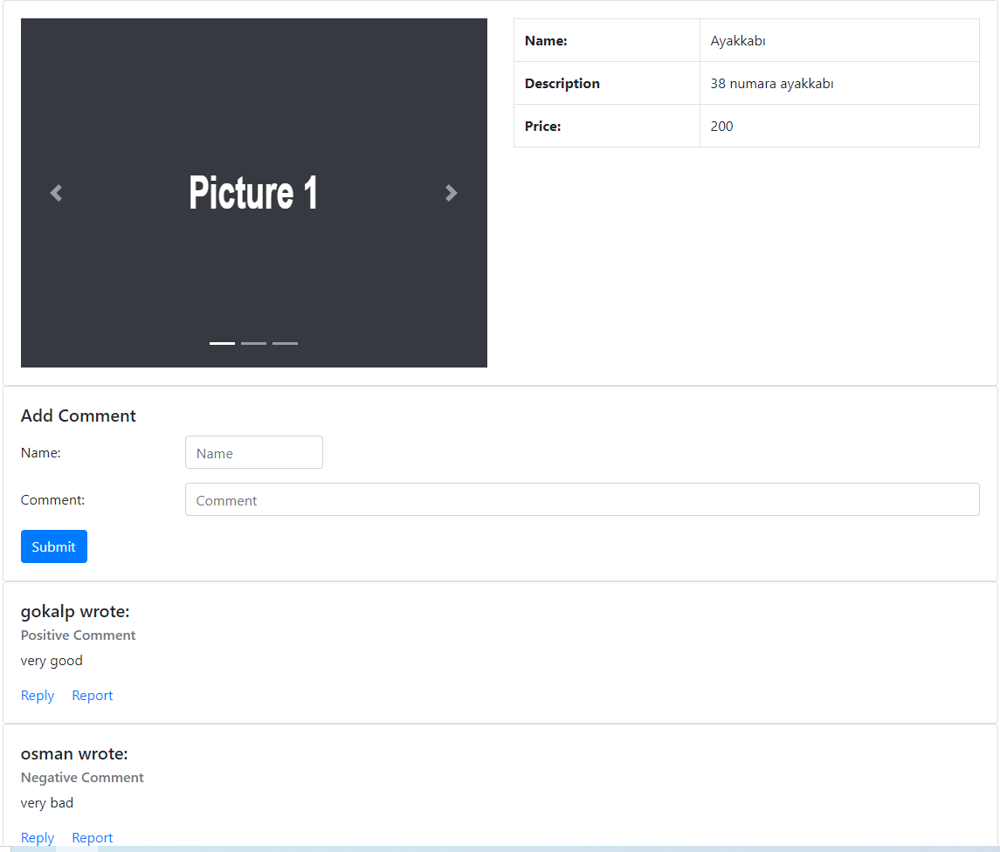 Picture 1
Name: Ayakkabı
Description 38 numara ayakkabı
Price: 200
Add Comment
Name: Name
Comment: Comment
Submit
gokalp wrote:
Positive Comment
very good
Reply Report
osman wrote:
Negative Comment
very bad
Reply Report